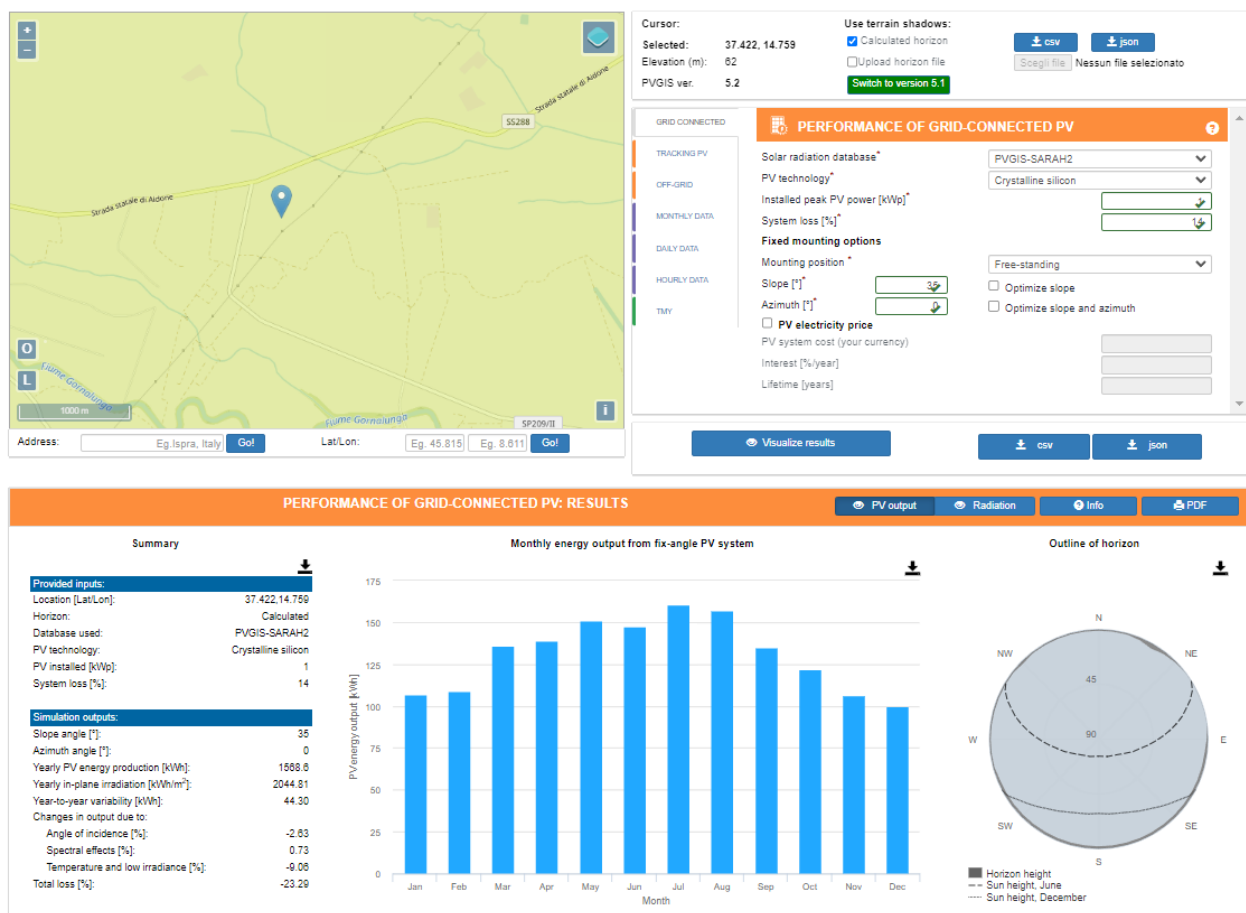 +
−
Strada statale di Aidone
SS288
Strada statale di Aidone
O
L
Fiume Gornalunga
1000 m
Fiume Gornalunga
SP209/II
i
Address:
Eg.Ispra, Italy
Go!
Lat/Lon:
Eg. 45.815
Eg. 8.611
Go!
Cursor:
Selected: 37.422, 14.759
Elevation (m): 62
PVGIS ver. 5.2
Use terrain shadows:
Calculated horizon
Upload horizon file
Switch to version 5.1
csv
json
Scegli file Nessun file selezionato
GRID CONNECTED
TRACKING PV
OFF-GRID
MONTHLY DATA
DAILY DATA
HOURLY DATA
TMY
PERFORMANCE OF GRID-CONNECTED PV
?
Solar radiation database* PVGIS-SARAH2
PV technology* Crystalline silicon
Installed peak PV power [kWp]* 1
System loss [%]* 14
Fixed mounting options
Mounting position * Free-standing
Slope [°]* 35
Optimize slope
Azimuth [°]* 0
Optimize slope and azimuth
PV electricity price
PV system cost (your currency)
Interest [%/year]
Lifetime [years]
Visualize results
csv
json
PERFORMANCE OF GRID-CONNECTED PV: RESULTS
PV output
Radiation
Info
PDF
Summary
Provided inputs:
Location [Lat/Lon]: 37.422,14.759
Horizon: Calculated
Database used: PVGIS-SARAH2
PV technology: Crystalline silicon
PV installed [kWp]: 1
System loss [%]: 14
Simulation outputs:
Slope angle [°]: 35
Azimuth angle [°]: 0
Yearly PV energy production [kWh]: 1568.6
Yearly in-plane irradiation [kWh/m²]: 2044.81
Year-to-year variability [kWh]: 44.30
Changes in output due to:
Angle of incidence [%]: -2.63
Spectral effects [%]: 0.73
Temperature and low irradiance [%]: -9.06
Total loss [%]: -23.29
Monthly energy output from fix-angle PV system
PV energy output [kWh]
175
150
125
100
75
50
25
0
Jan Feb Mar Apr May Jun Jul Aug Sep Oct Nov Dec
Month
Outline of horizon
N
NW
NE
45
W
90
E
SW
SE
S
Horizon height
Sun height, June
Sun height, December